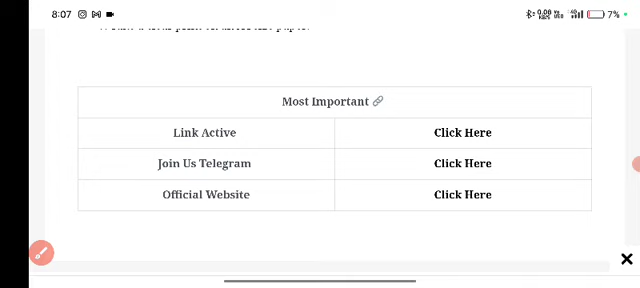 8:07 7%
Most Important
Link Active Click Here
Join Us Telegram Click Here
Official Website Click Here